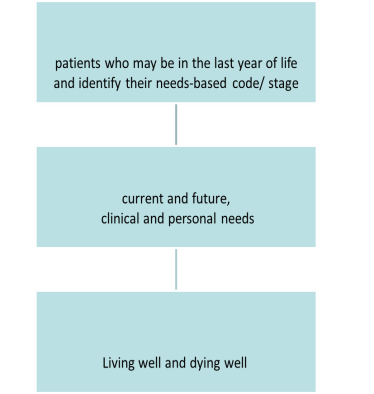 patients who may be in the last year of life
and identify their needs-based code/ stage
current and future,
clinical and personal needs
Living well and dying well